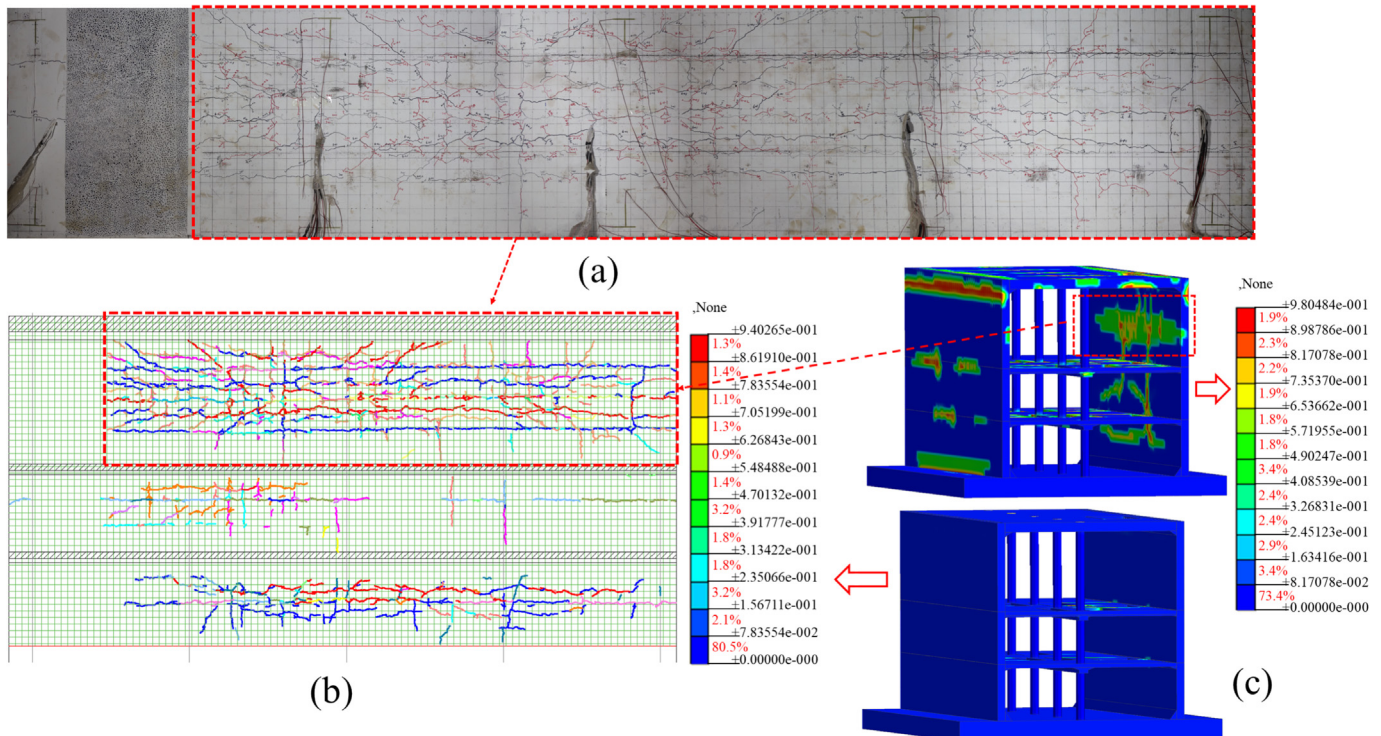 (a)
,None
+9.40265e-001
1.3%
+8.61910e-001
1.4%
+7.83554e-001
1.1%
+7.05199e-001
1.3%
+6.26843e-001
0.9%
+5.48488e-001
1.4%
+4.70132e-001
3.2%
+3.91777e-001
1.8%
+3.13422e-001
1.8%
+2.35066e-001
3.2%
+1.56711e-001
2.1%
+7.83554e-002
80.5%
+0.00000e-000
(b)
,None
+9.80484e-001
1.9%
+8.98786e-001
2.3%
+8.17078e-001
2.2%
+7.35370e-001
1.9%
+6.53662e-001
1.8%
+5.71955e-001
1.8%
+4.90247e-001
3.4%
+4.08539e-001
2.4%
+3.26831e-001
2.4%
+2.45123e-001
2.9%
+1.63416e-001
3.4%
+8.17078e-002
73.4%
+0.00000e-000
(c)